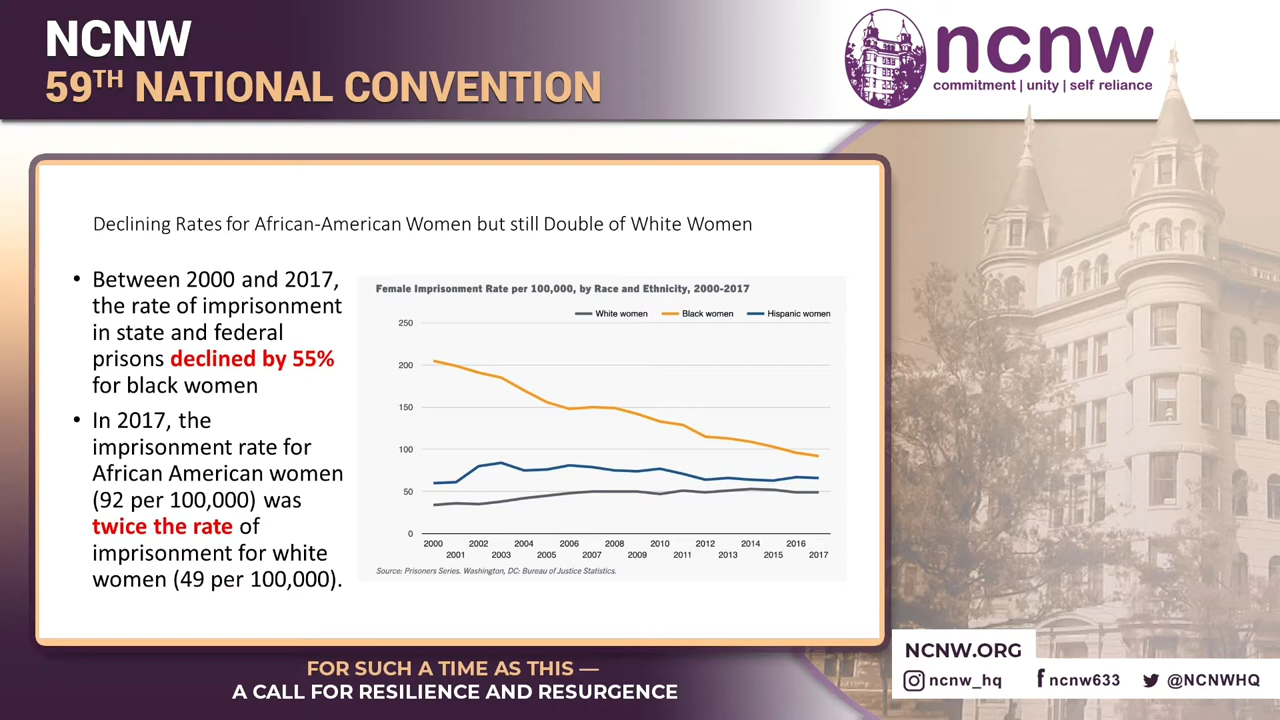 NCNW
59TH NATIONAL CONVENTION
ncnw
commitment | unity | self reliance
Declining Rates for African-American Women but still Double of White Women
• Between 2000 and 2017,
the rate of imprisonment
in state and federal
prisons declined by 55%
for black women
• In 2017, the
imprisonment rate for
African American women
(92 per 100,000) was
twice the rate of
imprisonment for white
women (49 per 100,000).
Female Imprisonment Rate per 100,000, by Race and Ethnicity, 2000-2017
White women Black women Hispanic women
250
200
150
100
50
0
2000 2002 2004 2006 2008 2010 2012 2014 2016
2001 2003 2005 2007 2009 2011 2013 2015 2017
Source: Prisoners Series. Washington, DC: Bureau of Justice Statistics.
FOR SUCH A TIME AS THIS —
A CALL FOR RESILIENCE AND RESURGENCE
NCNW.ORG
ncnw_hq ncnw633 @NCNWHQ